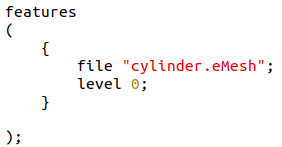 features
(
    {
        file "cylinder.eMesh";
        level 0;
    }

);